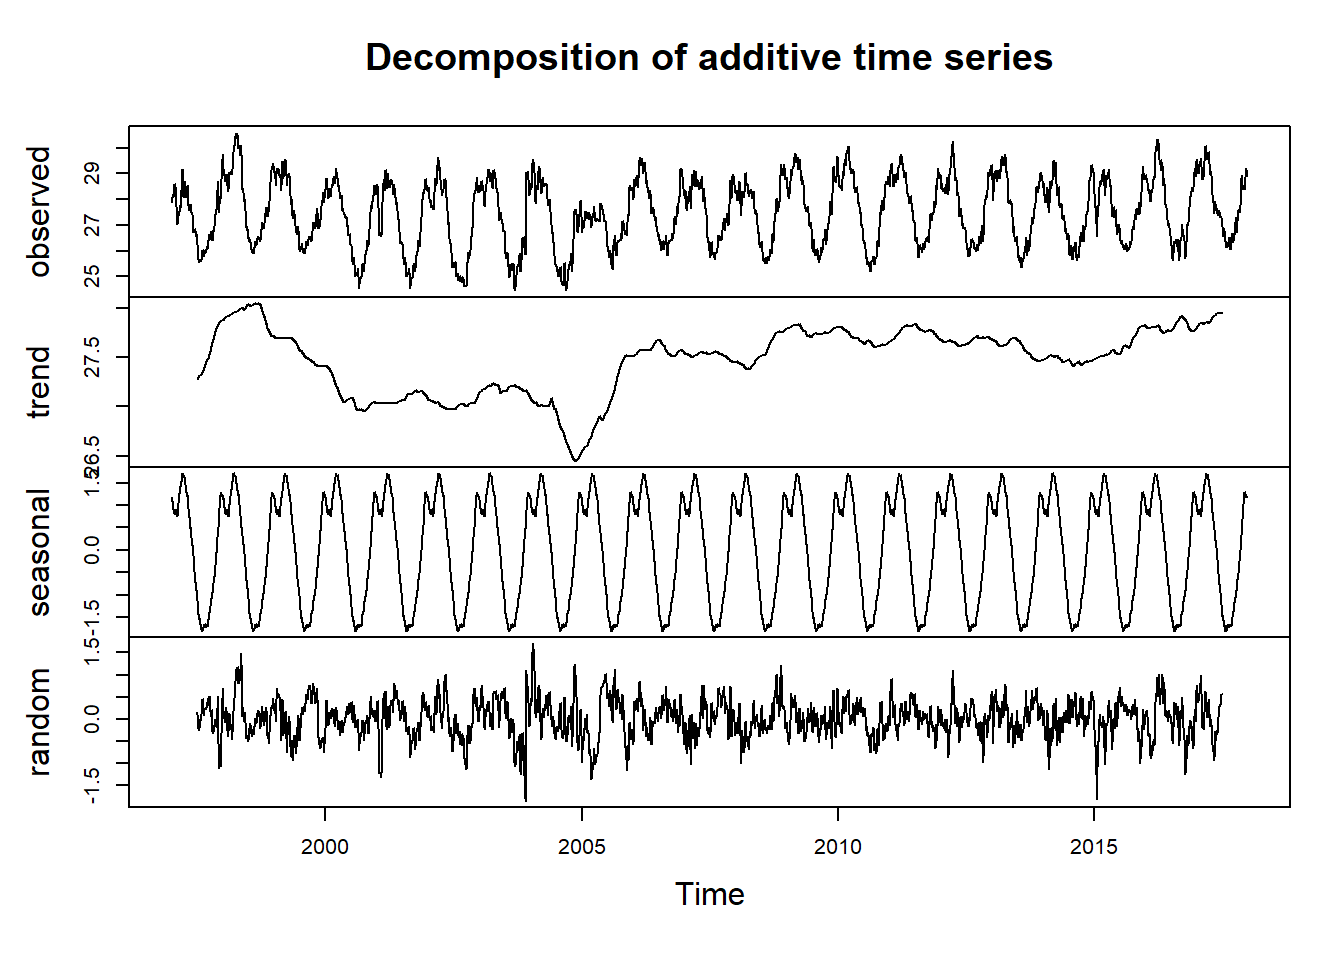 Decomposition of additive time series
observed
25 27 29
trend
26.5 27.5
seasonal
-1.5 0.0 1.5
random
-1.5 0.0 1.5
2000 2005 2010 2015
Time